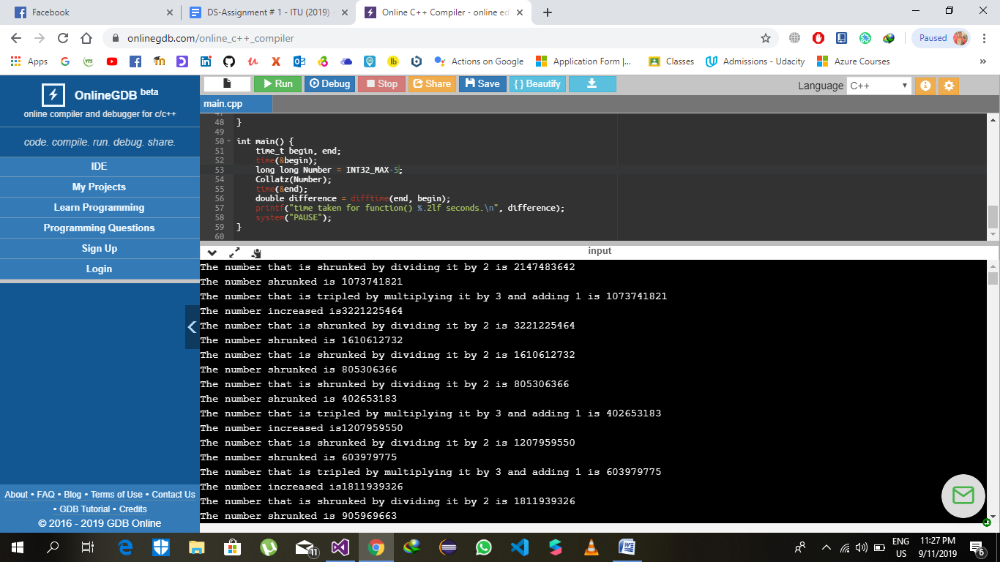 Facebook
DS-Assignment # 1 - ITU (2019) -
Online C++ Compiler - online ed
onlinegdb.com/online_c++_compiler
Paused
Apps
Actions on Google
Application Form |...
Classes
Admissions - Udacity
Azure Courses
»
OnlineGDB beta
online compiler and debugger for c/c++
code. compile. run. debug. share.
IDE
My Projects
Learn Programming
Programming Questions
Sign Up
Login
About • FAQ • Blog • Terms of Use • Contact Us
• GDB Tutorial • Credits
© 2016 - 2019 GDB Online
Run
Debug
Stop
Share
Save
{ } Beautify
Language C++
main.cpp
47
48 }
49
50 int main() {
51 time_t begin, end;
52 time(&begin);
53 long long Number = INT32_MAX-5;
54 Collatz(Number);
55 time(&end);
56 double difference = difftime(end, begin);
57 printf("time taken for function() %.2lf seconds.\n", difference);
58 system("PAUSE");
59 }
60
input
The number that is shrunked by dividing it by 2 is 2147483642
The number shrunked is 1073741821
The number that is tripled by multiplying it by 3 and adding 1 is 1073741821
The number increased is3221225464
The number that is shrunked by dividing it by 2 is 3221225464
The number shrunked is 1610612732
The number that is shrunked by dividing it by 2 is 1610612732
The number shrunked is 805306366
The number that is shrunked by dividing it by 2 is 805306366
The number shrunked is 402653183
The number that is tripled by multiplying it by 3 and adding 1 is 402653183
The number increased is1207959550
The number that is shrunked by dividing it by 2 is 1207959550
The number shrunked is 603979775
The number that is tripled by multiplying it by 3 and adding 1 is 603979775
The number increased is1811939326
The number that is shrunked by dividing it by 2 is 1811939326
The number shrunked is 905969663
11
ENG
US
11:27 PM
9/11/2019
6